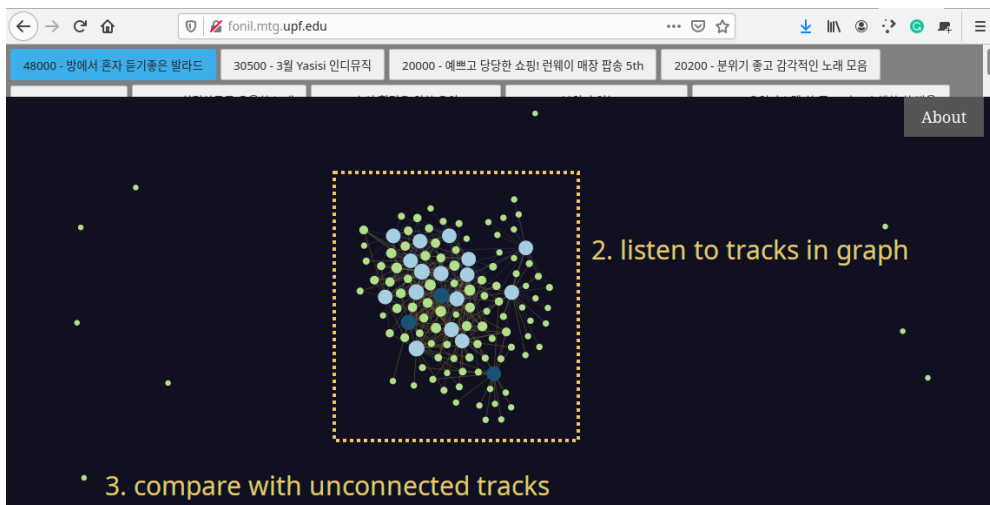 fonil.mtg.upf.edu
48000 - 방에서 혼자 듣기좋은 발라드
30500 - 3월 Yasisi 인디뮤직
20000 - 예쁘고 당당한 쇼핑! 런웨이 매장 팝송 5th
20200 - 분위기 좋고 감각적인 노래 모음
About
2. listen to tracks in graph
3. compare with unconnected tracks